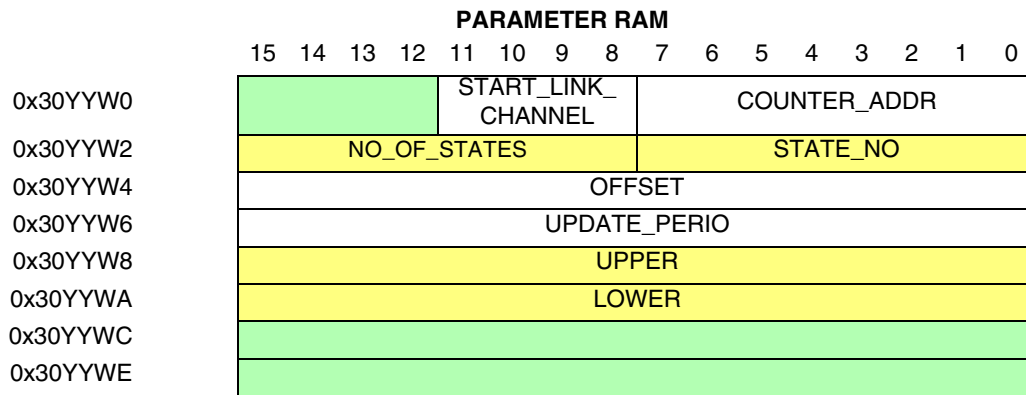 PARAMETER RAM
15 14 13 12 11 10 9 8 7 6 5 4 3 2 1 0
0x30YYW0 START_LINK_ COUNTER_ADDR
CHANNEL
0x30YYW2 NO_OF_STATES STATE_NO
0x30YYW4 OFFSET
0x30YYW6 UPDATE_PERIO
0x30YYW8 UPPER
0x30YYWA LOWER
0x30YYWC
0x30YYWE